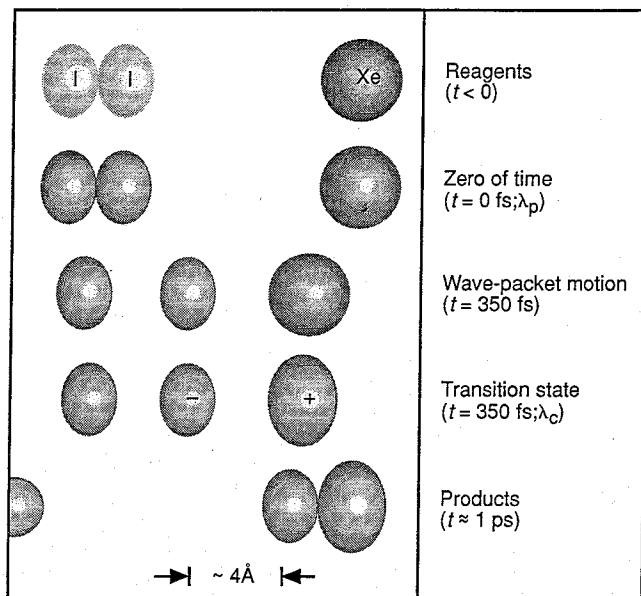 I I Xe
Reagents
(t < 0)
Zero of time
(t = 0 fs;λp)
Wave-packet motion
(t = 350 fs)
− +
Transition state
(t = 350 fs;λc)
Products
(t ≈ 1 ps)
~ 4Å